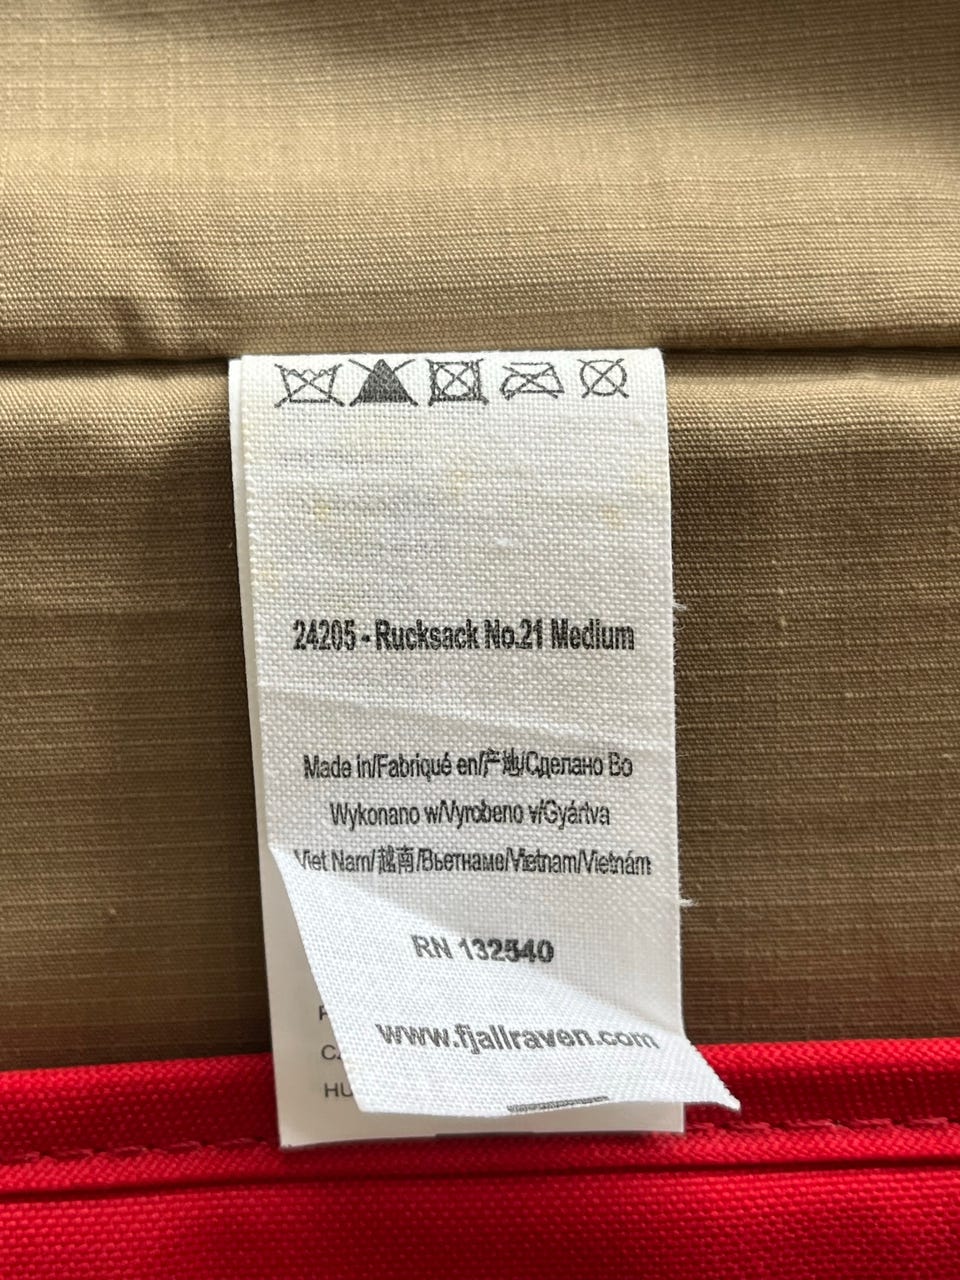 24205 - Rucksack No.21 Medium
Made in/Fabriqué en/产地/Сделано Во
Wykonano w/Vyrobeno v/Gyártva
Viet Nam/越南/Вьетнаме/Vietnam/Vietnám
RN 132540
www.fjallraven.com
HU